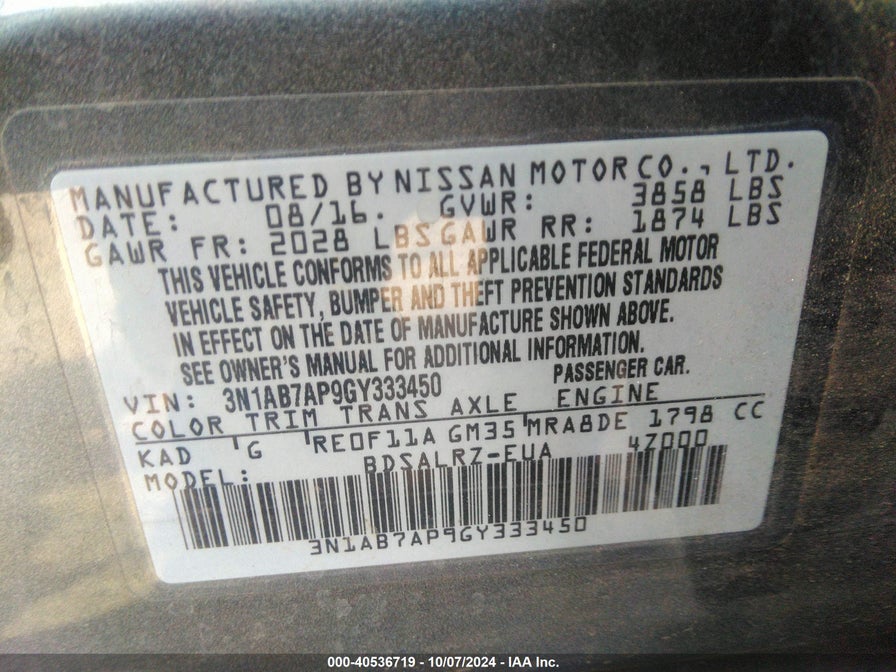 MANUFACTURED BY NISSAN MOTOR CO., LTD.
DATE: 08/16. GVWR: 3858 LBS
GAWR FR: 2028 LBS GAWR RR: 1874 LBS
THIS VEHICLE CONFORMS TO ALL APPLICABLE FEDERAL MOTOR
VEHICLE SAFETY, BUMPER AND THEFT PREVENTION STANDARDS
IN EFFECT ON THE DATE OF MANUFACTURE SHOWN ABOVE.
SEE OWNER'S MANUAL FOR ADDITIONAL INFORMATION.
VIN: 3N1AB7AP9GY333450 PASSENGER CAR.
COLOR TRIM TRANS AXLE ENGINE
KAD G RE0F11A GM35 MRA8DE 1798 CC
MODEL: BDSALRZ-EUA 4Z000
3N1AB7AP9GY333450
000-40536719 - 10/07/2024 - IAA Inc.